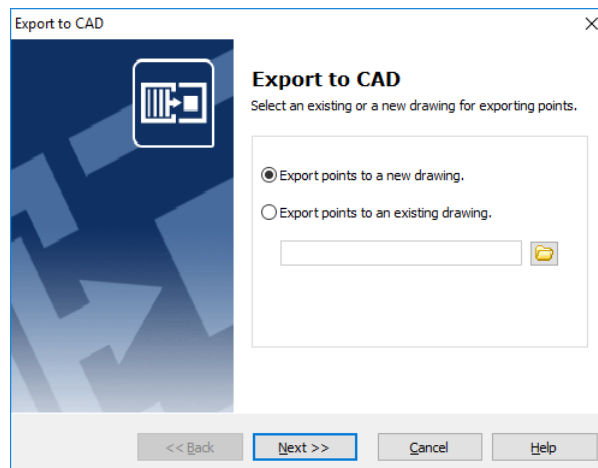 Export to CAD
Export to CAD
Select an existing or a new drawing for exporting points.
Export points to a new drawing.
Export points to an existing drawing.
<< Back Next >> Cancel Help